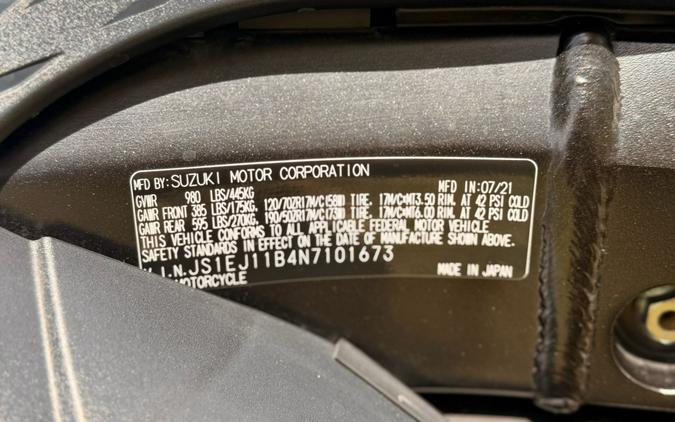 MFD BY: SUZUKI MOTOR CORPORATION
MFD IN: 07/21
GVWR 980 LBS/445KG
GAWR FRONT 385 LBS/175KG, 120/70ZR17M/C(58W) TIRE, 17M/C×MT3.50 RIM, AT 42 PSI COLD
GAWR REAR 595 LBS/270KG, 190/50ZR17M/C(73W) TIRE, 17M/C×MT6.00 RIM, AT 42 PSI COLD
THIS VEHICLE CONFORMS TO ALL APPLICABLE FEDERAL MOTOR VEHICLE
SAFETY STANDARDS IN EFFECT ON THE DATE OF MANUFACTURE SHOWN ABOVE.
V.I.N. JS1EJ11B4N7101673
MOTORCYCLE
MADE IN JAPAN